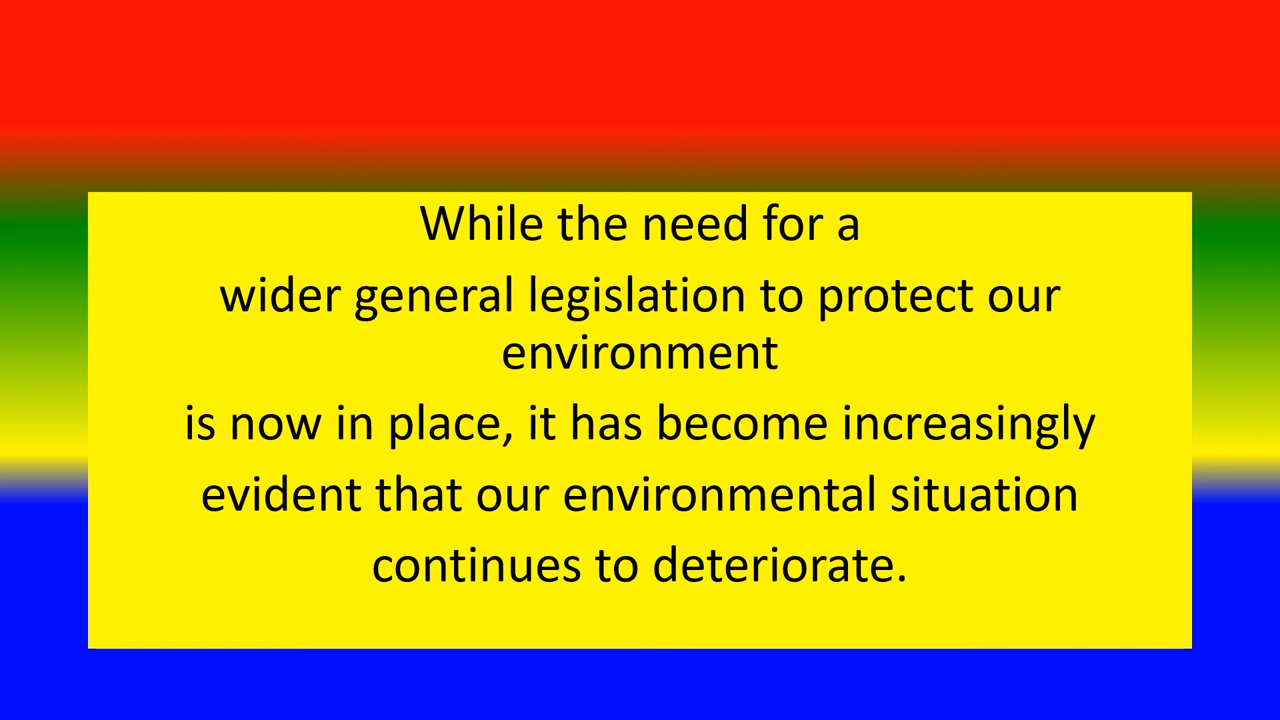 While the need for a
wider general legislation to protect our
environment
is now in place, it has become increasingly
evident that our environmental situation
continues to deteriorate.